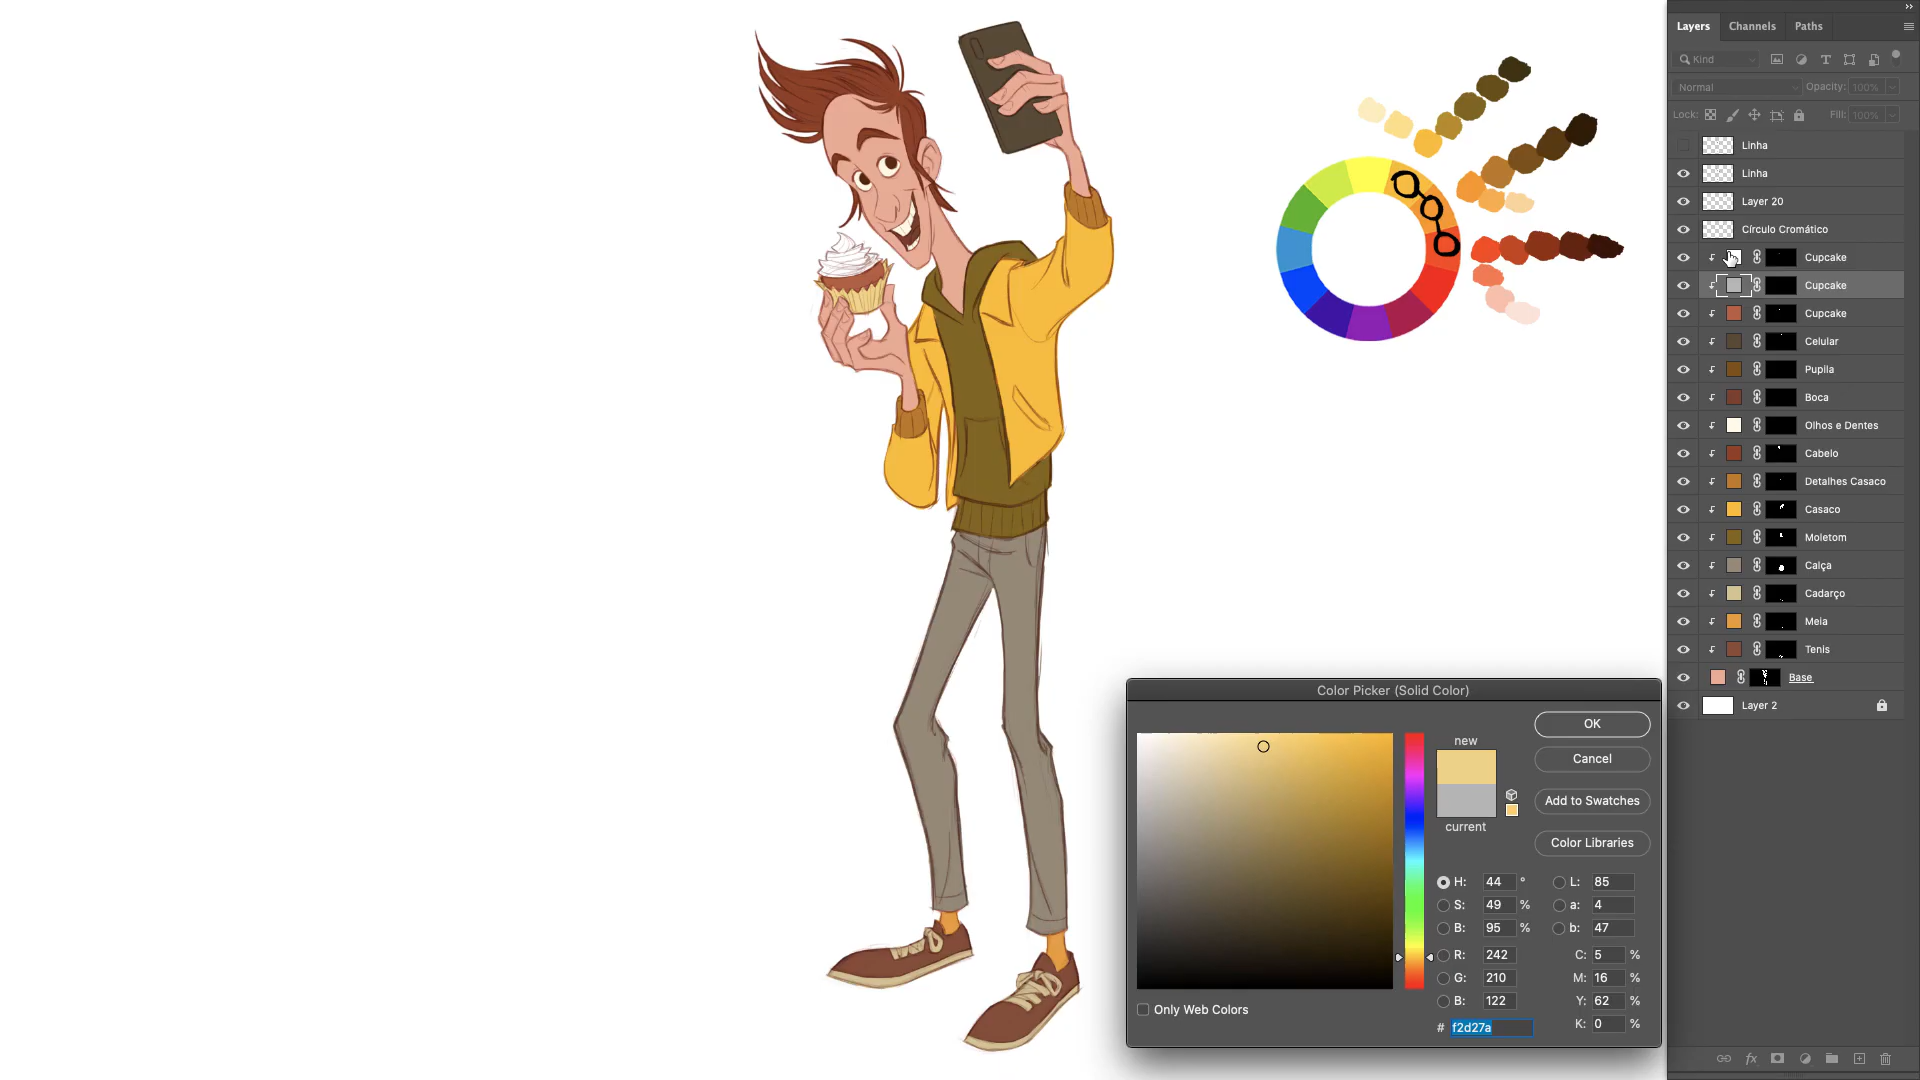 Layers Channels Paths
Kind
Normal Opacity: 100%
Lock: Fill: 100%
Linha
Linha
Layer 20
Círculo Cromático
Cupcake
Cupcake
Cupcake
Celular
Pupila
Boca
Olhos e Dentes
Cabelo
Detalhes Casaco
Casaco
Moletom
Calça
Cadarço
Meia
Tenis
Base
Layer 2
Color Picker (Solid Color)
new
current
OK
Cancel
Add to Swatches
Color Libraries
H: 44 ° L: 85
S: 49 % a: 4
B: 95 % b: 47
R: 242 C: 5 %
G: 210 M: 16 %
B: 122 Y: 62 %
# f2d27a K: 0 %
Only Web Colors
fx